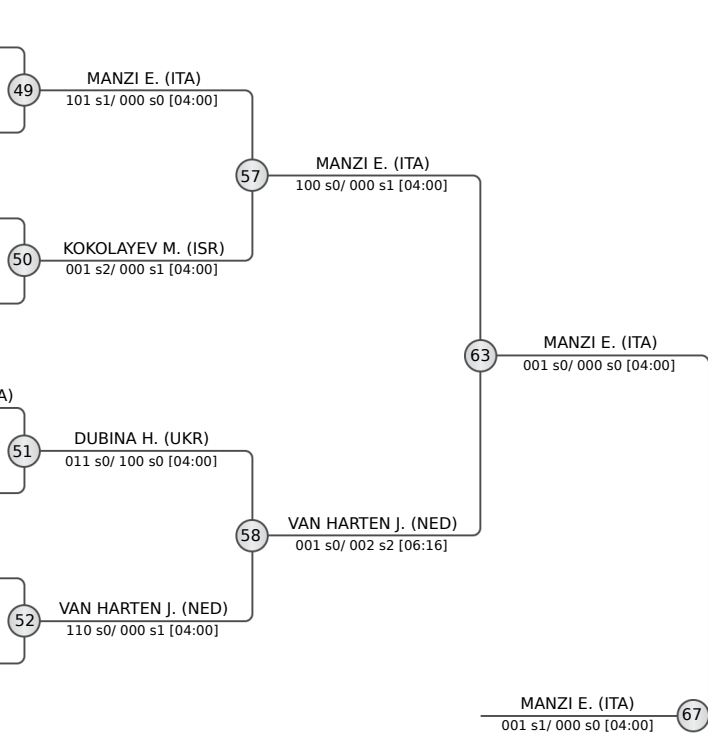 MANZI E. (ITA)
49
101 s1/ 000 s0 [04:00]
MANZI E. (ITA)
57
100 s0/ 000 s1 [04:00]
KOKOLAYEV M. (ISR)
50
001 s2/ 000 s1 [04:00]
MANZI E. (ITA)
63
001 s0/ 000 s0 [04:00]
A)
DUBINA H. (UKR)
51
011 s0/ 100 s0 [04:00]
VAN HARTEN J. (NED)
58
001 s0/ 002 s2 [06:16]
VAN HARTEN J. (NED)
52
110 s0/ 000 s1 [04:00]
MANZI E. (ITA)
67
001 s1/ 000 s0 [04:00]